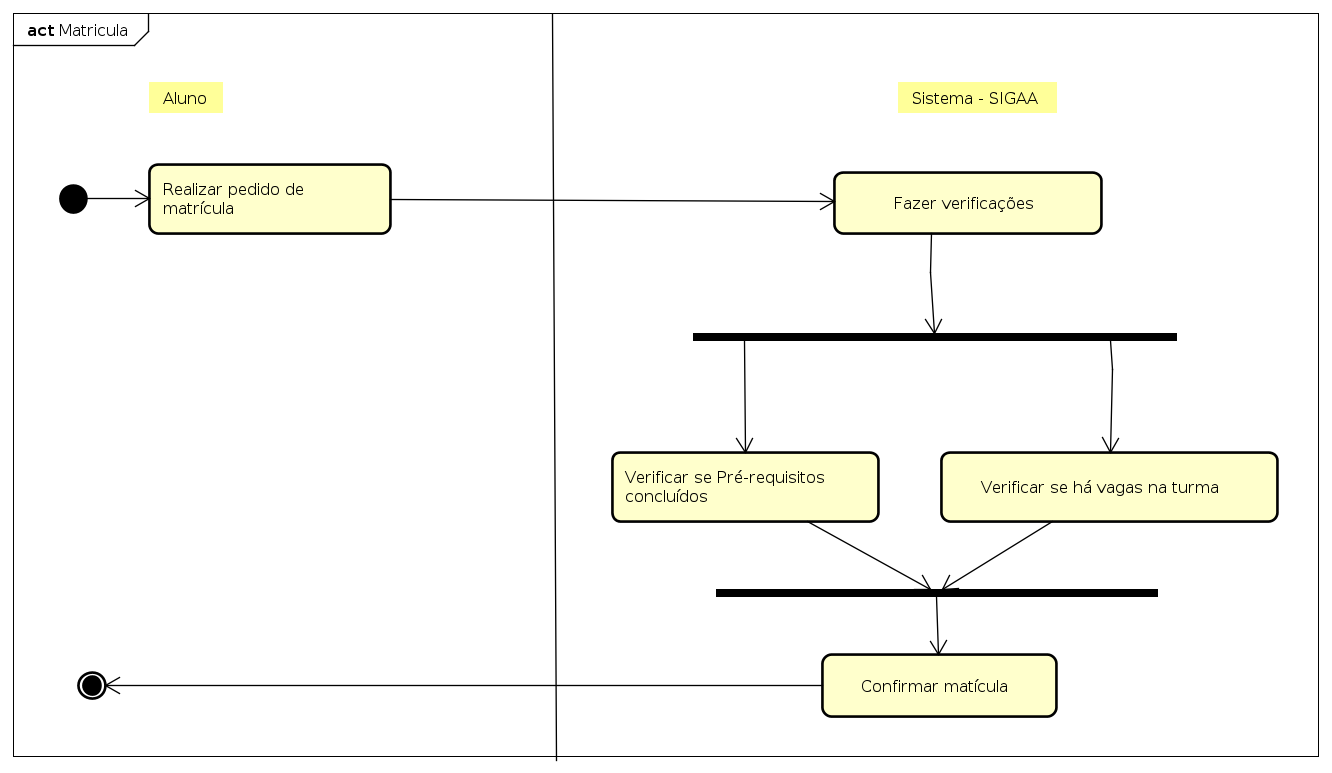 act Matricula
Aluno
Sistema - SIGAA
Realizar pedido de
matrícula
Fazer verificações
Verificar se Pré-requisitos
concluídos
Verificar se há vagas na turma
Confirmar matícula